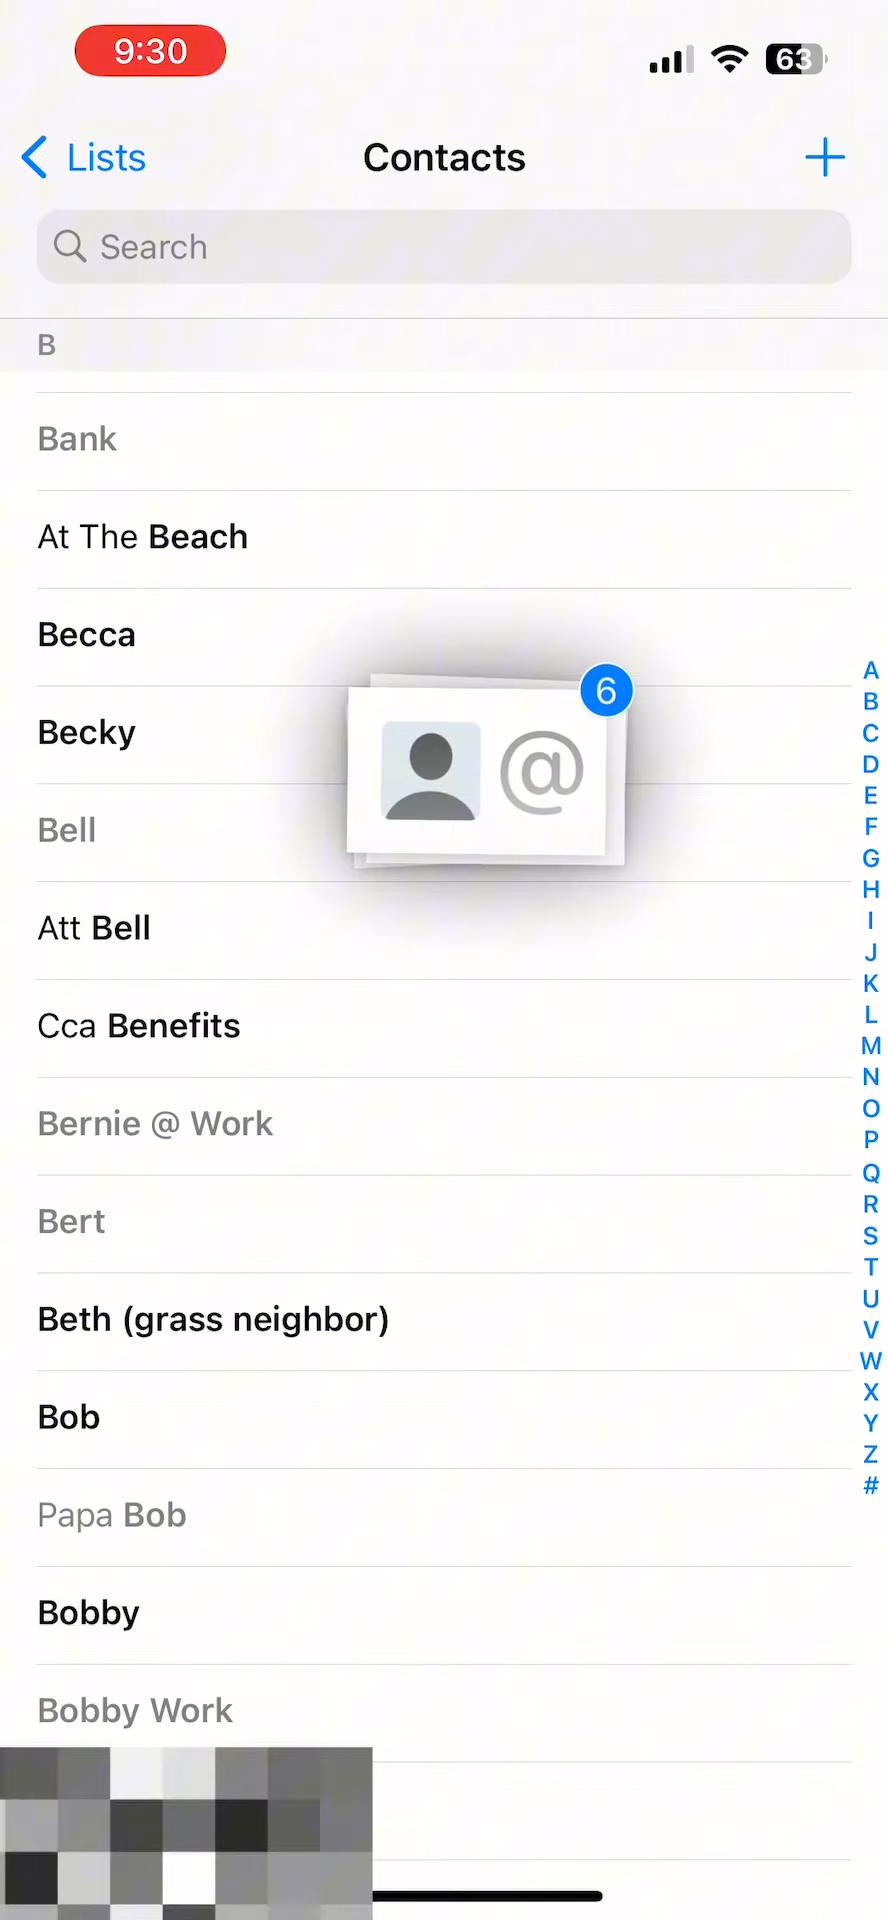 9:30
63
Lists
Contacts
Search
B
Bank
At The Beach
Becca
6
@
Becky
Bell
Att Bell
Cca Benefits
Bernie @ Work
Bert
Beth (grass neighbor)
Bob
Papa Bob
Bobby
Bobby Work
A
B
C
D
E
F
G
H
I
J
K
L
M
N
O
P
Q
R
S
T
U
V
W
X
Y
Z
#